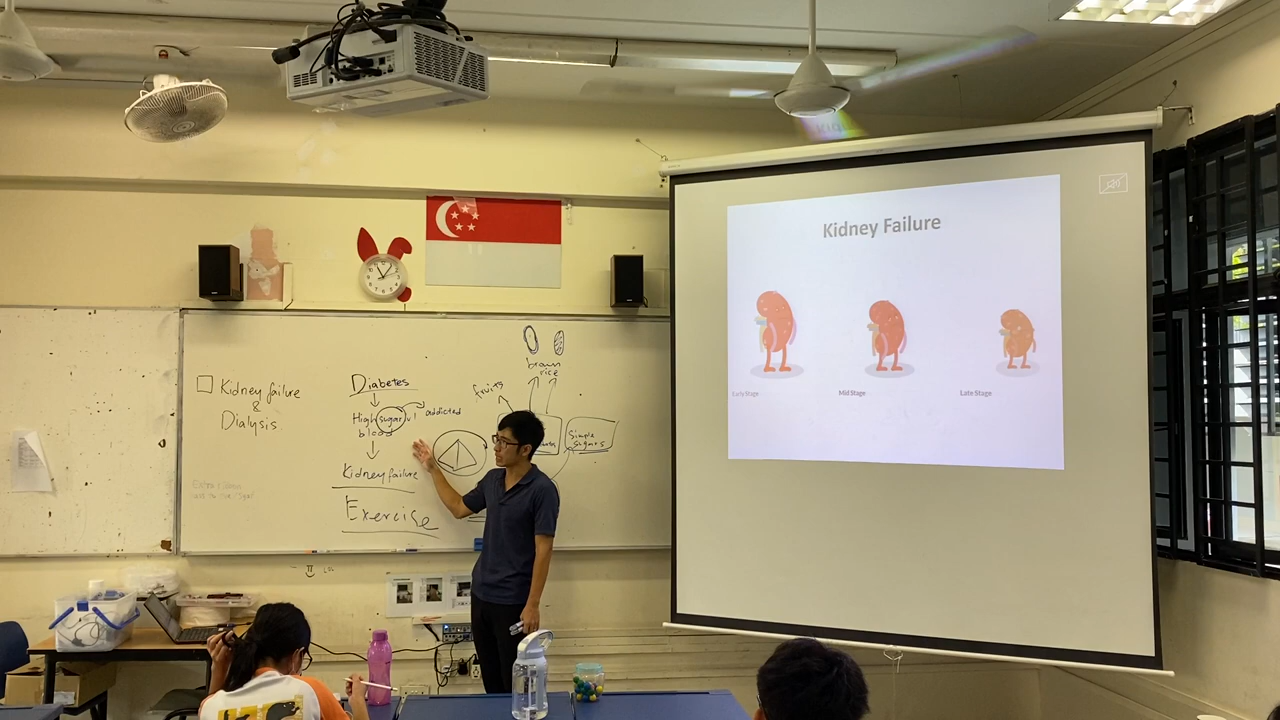 Kidney Failure
Early Stage
Mid Stage
Late Stage
Kidney failure
&
Dialysis
Diabetes
High sugar
blood
addicted
Kidney failure
Exercise
fruits
brown
rice
Simple
sugars